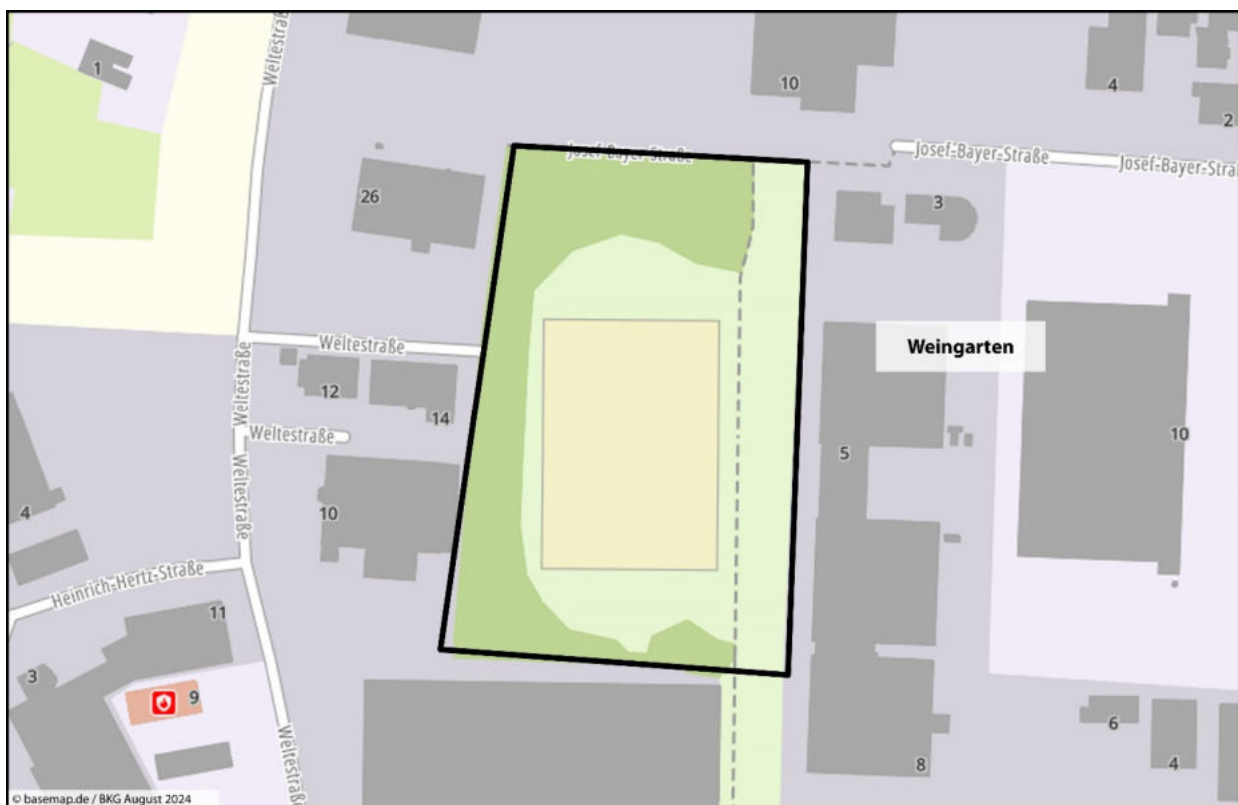 Weltestraße
1
10
4
2
Josef-Bayer-Straße
Josef-Bayer-Straße
Josef-Bayer-Straß
26
3
Weltestraße
Weingarten
12
14
Weltestraße
Weltestraße
Weltestraße
5
10
4
10
Heinrich-Hertz-Straße
11
3
9
Weltestraße
6
4
8
© basemap.de / BKG August 2024